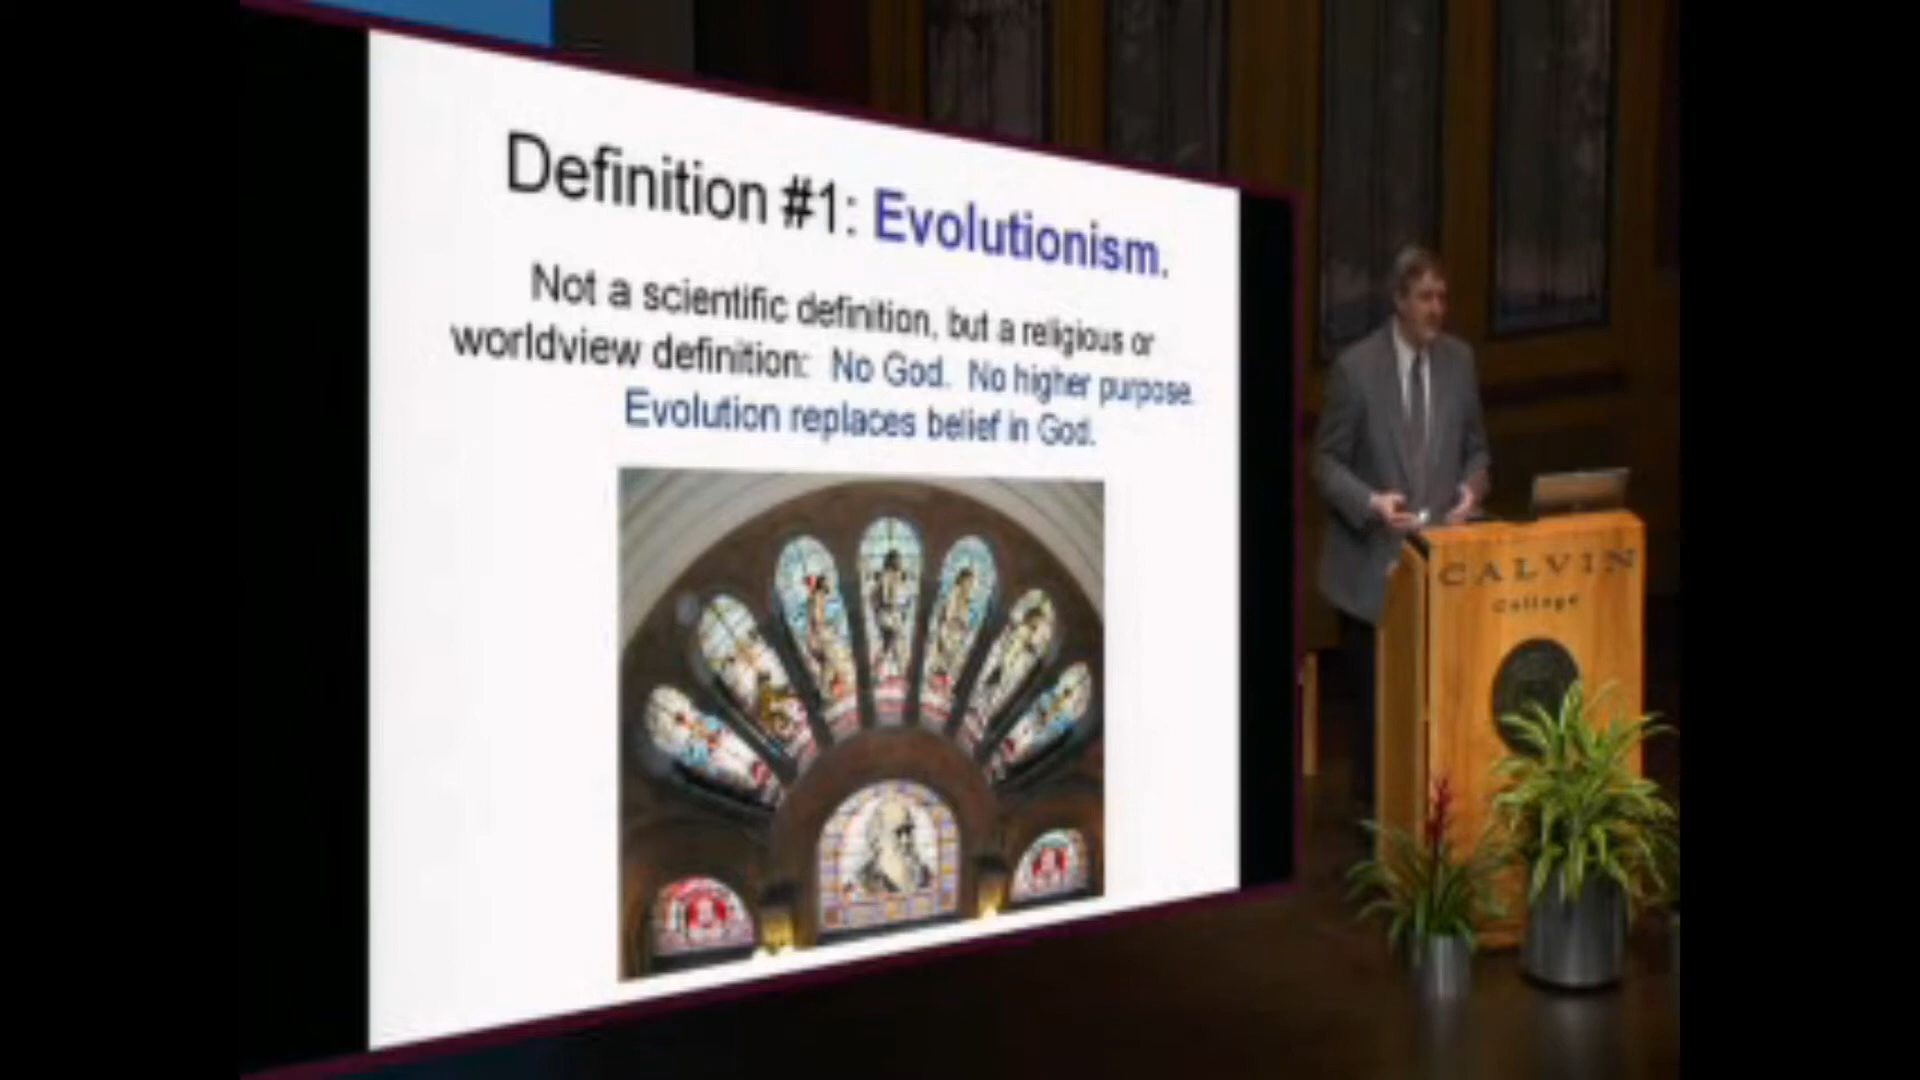 Definition #1: Evolutionism.
Not a scientific definition, but a religious or
worldview definition: No God. No higher purpose.
Evolution replaces belief in God.
CALVIN
College